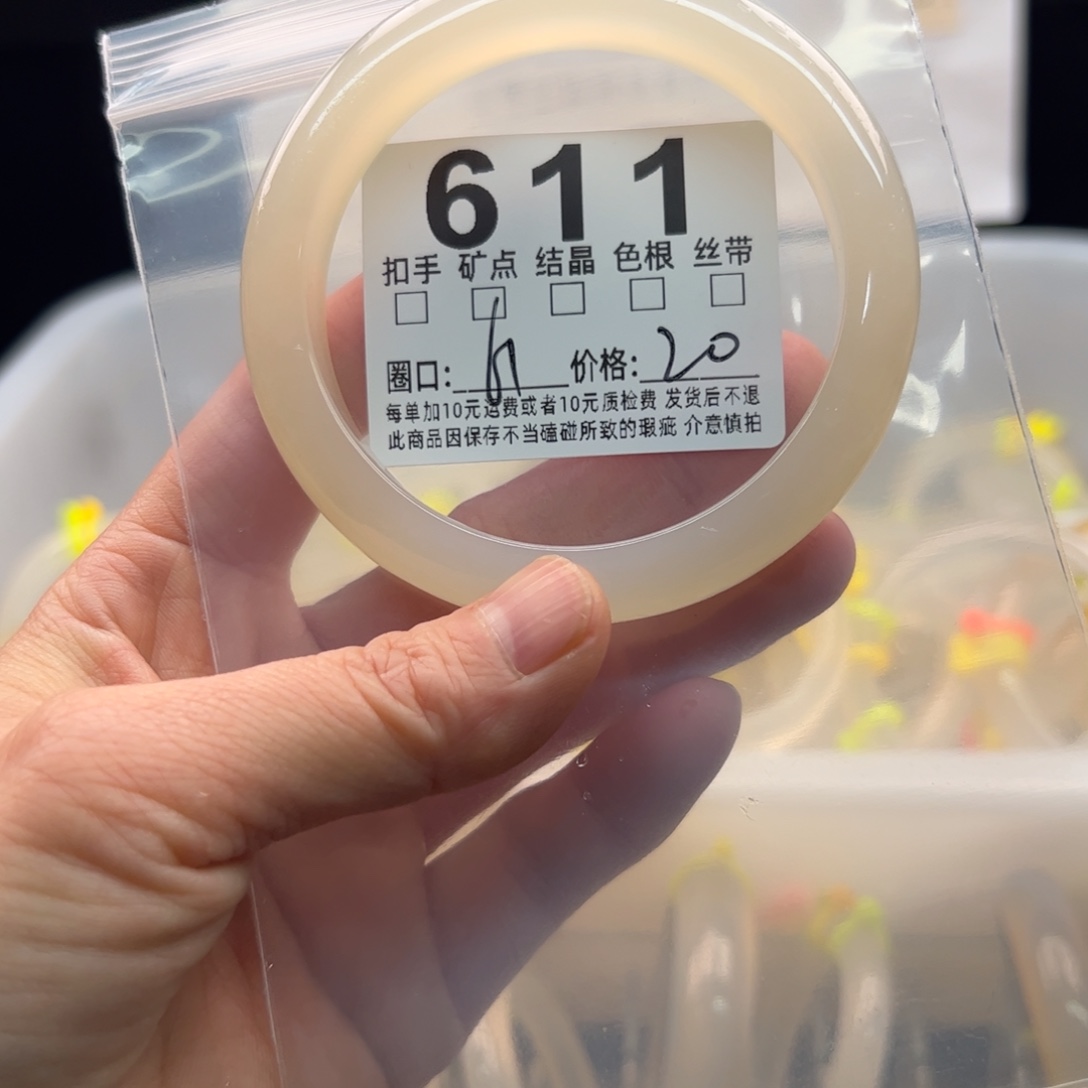 611
扣手 矿点 结晶 色根 丝带
圈口: 61 价格: 20
每单加10元运费或者10元质检费 发货后不退
此商品因保存不当磕碰所致的瑕疵 介意慎拍